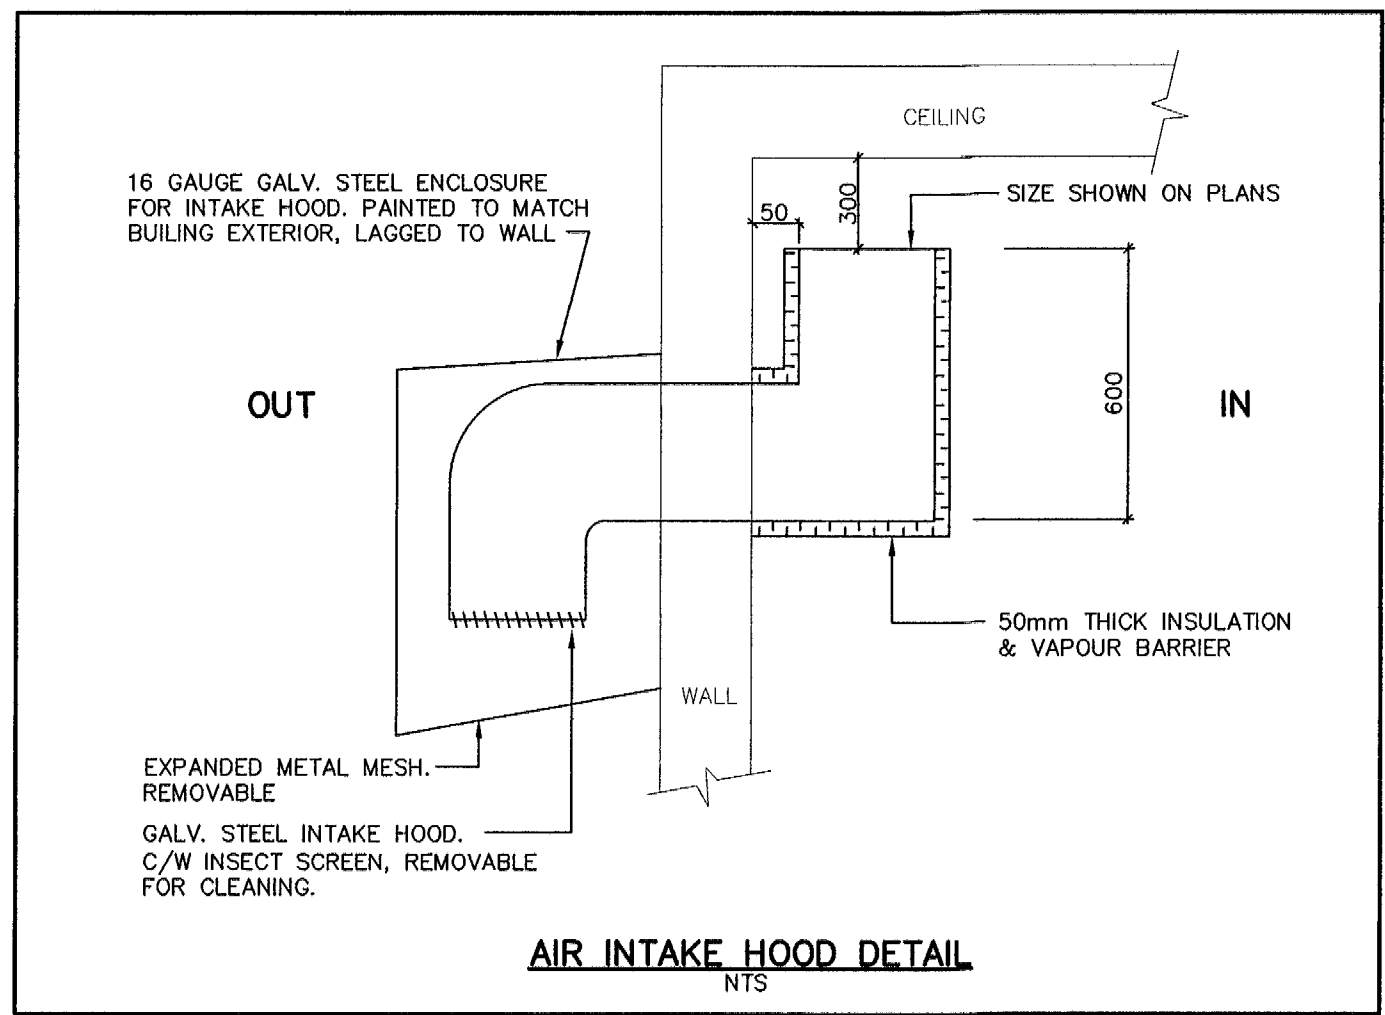 CEILING
16 GAUGE GALV. STEEL ENCLOSURE
FOR INTAKE HOOD. PAINTED TO MATCH
BUILING EXTERIOR, LAGGED TO WALL
50
300
SIZE SHOWN ON PLANS
OUT
600
IN
50mm THICK INSULATION
& VAPOUR BARRIER
WALL
EXPANDED METAL MESH.
REMOVABLE
GALV. STEEL INTAKE HOOD.
C/W INSECT SCREEN, REMOVABLE
FOR CLEANING.
AIR INTAKE HOOD DETAIL
NTS